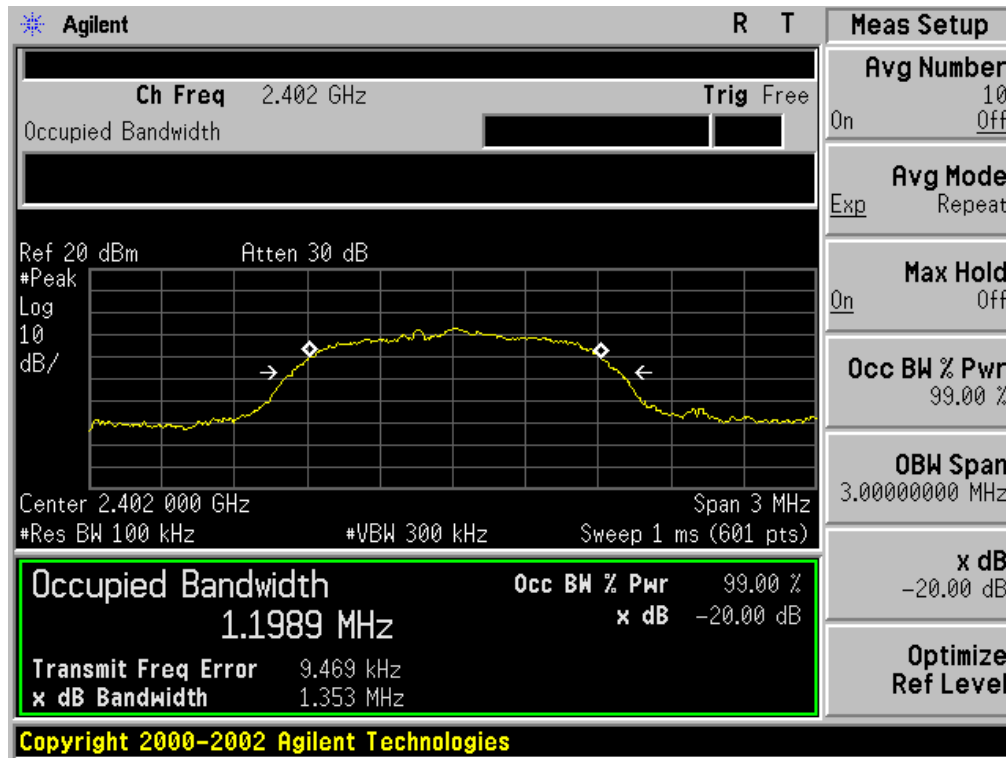 Agilent
R T
Ch Freq 2.402 GHz
Trig Free
Occupied Bandwidth
Ref 20 dBm
Atten 30 dB
#Peak
Log
10
dB/
Center 2.402 000 GHz
Span 3 MHz
#Res BW 100 kHz
#VBW 300 kHz
Sweep 1 ms (601 pts)
Occupied Bandwidth
1.1989 MHz
Occ BW % Pwr 99.00 %
x dB -20.00 dB
Transmit Freq Error 9.469 kHz
x dB Bandwidth 1.353 MHz
Copyright 2000-2002 Agilent Technologies
Meas Setup
Avg Number
10
On Off
Avg Mode
Exp Repeat
Max Hold
On Off
Occ BW % Pwr
99.00 %
OBW Span
3.00000000 MHz
x dB
-20.00 dB
Optimize
Ref Level